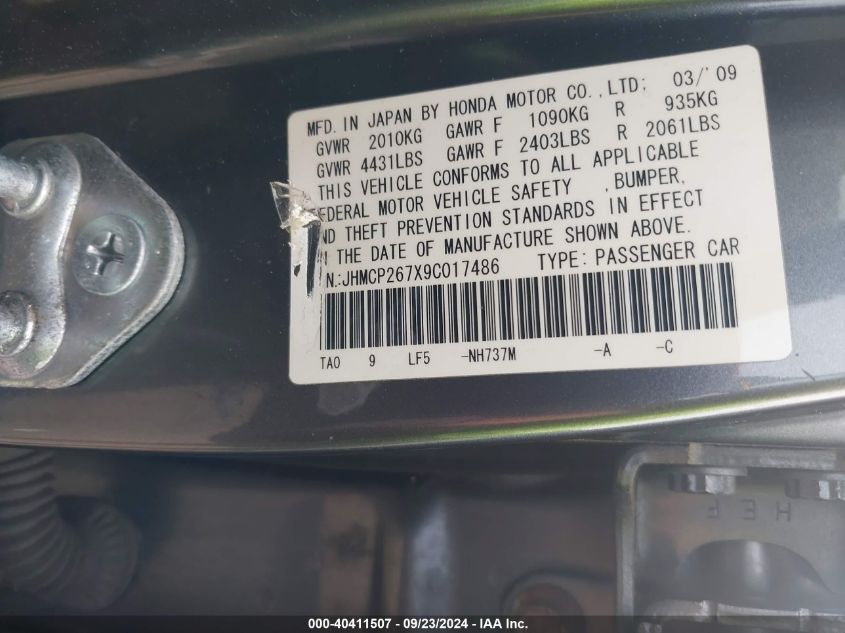 MFD. IN JAPAN BY HONDA MOTOR CO.,LTD; 03/'09
GVWR 2010KG GAWR F 1090KG R 935KG
GVWR 4431LBS GAWR F 2403LBS R 2061LBS
THIS VEHICLE CONFORMS TO ALL APPLICABLE
FEDERAL MOTOR VEHICLE SAFETY ,BUMPER,
ND THEFT PREVENTION STANDARDS IN EFFECT
THE DATE OF MANUFACTURE SHOWN ABOVE.
N.:JHMCP267X9C017486 TYPE: PASSENGER CAR
TA0 9 LF5 -NH737M -A -C
HEF
000-40411507 - 09/23/2024 - IAA Inc.